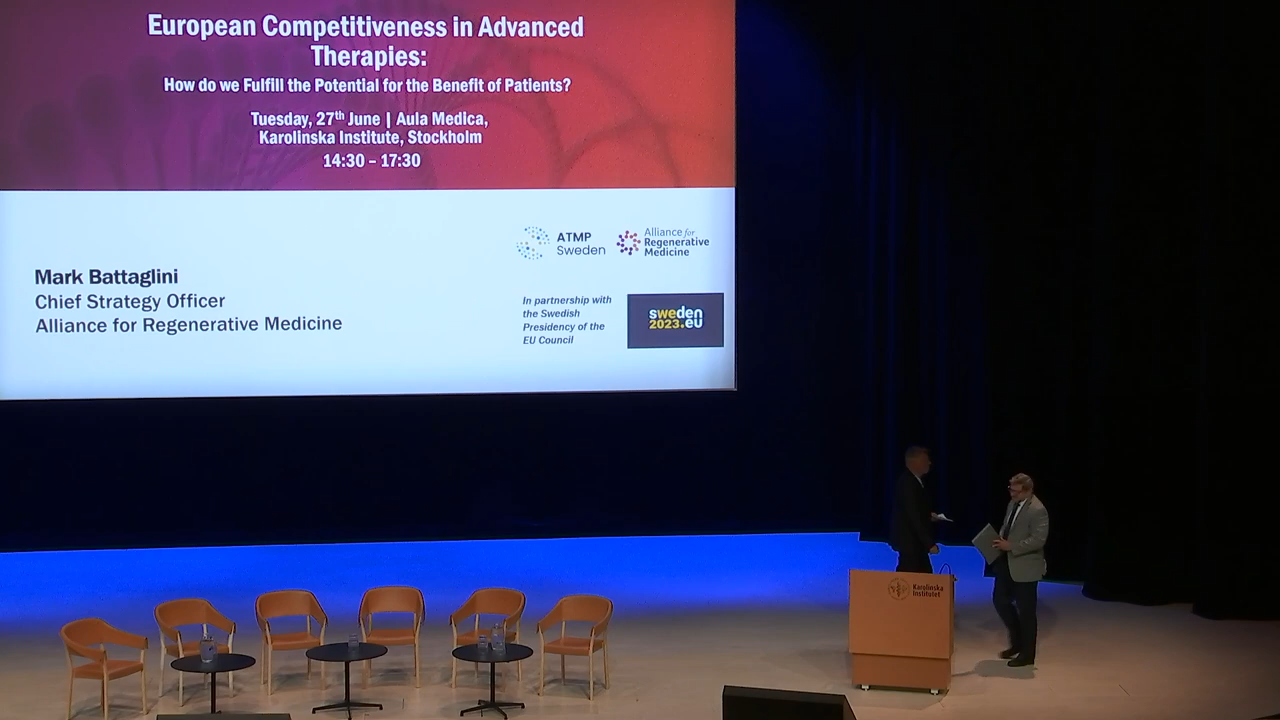 European Competitiveness in Advanced
Therapies:
How do we Fulfill the Potential for the Benefit of Patients?
Tuesday, 27th June | Aula Medica,
Karolinska Institute, Stockholm
14:30 – 17:30
Mark Battaglini
Chief Strategy Officer
Alliance for Regenerative Medicine
ATMP
Sweden
Alliance for
Regenerative
Medicine
In partnership with
the Swedish
Presidency of the
EU Council
sweden
2023.eu
Karolinska
Institutet